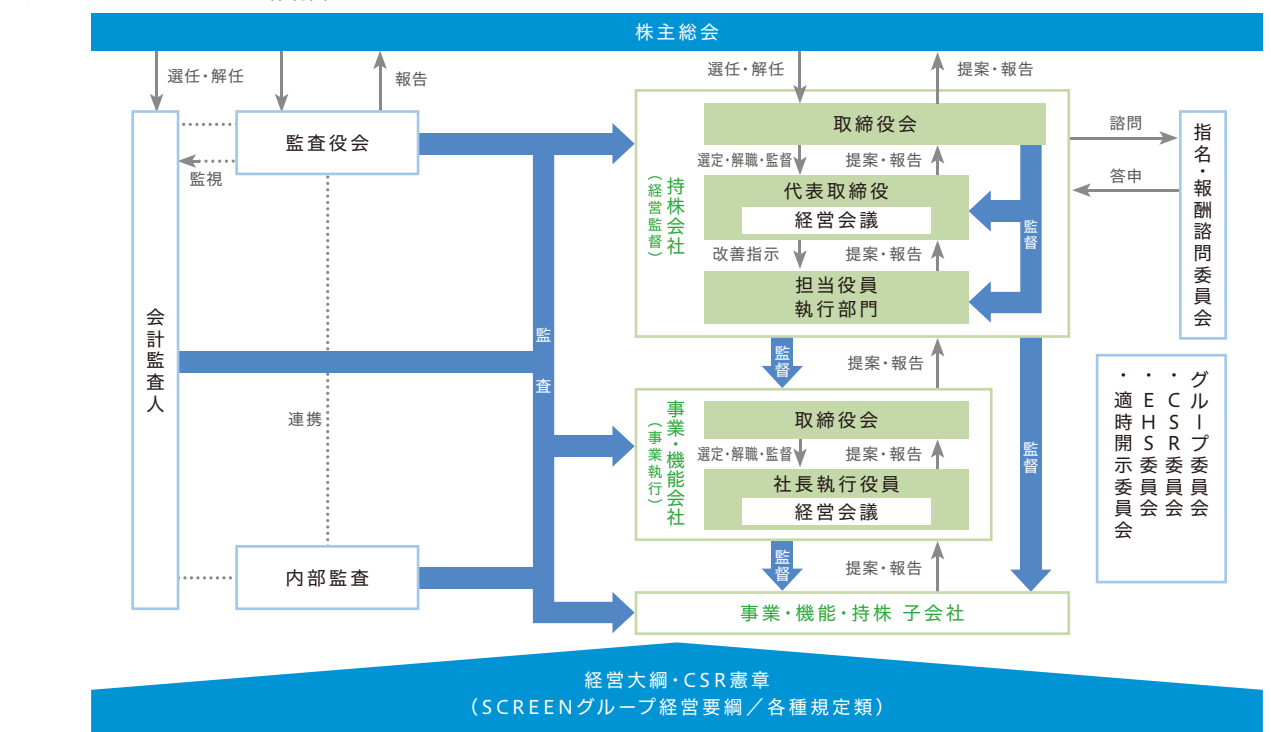 株主総会
選任・解任
報告
選任・解任
提案・報告
監査役会
監視
会計監査人
連携
内部監査
監査
持株会社
（経営監督）
取締役会
選定・解職・監督
提案・報告
代表取締役
経営会議
改善指示
提案・報告
担当役員
執行部門
監督
諮問
答申
指名・報酬諮問委員会
監督
提案・報告
監督
事業・機能会社
（事業執行）
取締役会
選定・解職・監督
提案・報告
社長執行役員
経営会議
監督
提案・報告
事業・機能・持株 子会社
グループ委員会
・CSR委員会
・EHS委員会
・適時開示委員会
経営大綱・CSR憲章
（SCREENグループ経営要綱／各種規定類）